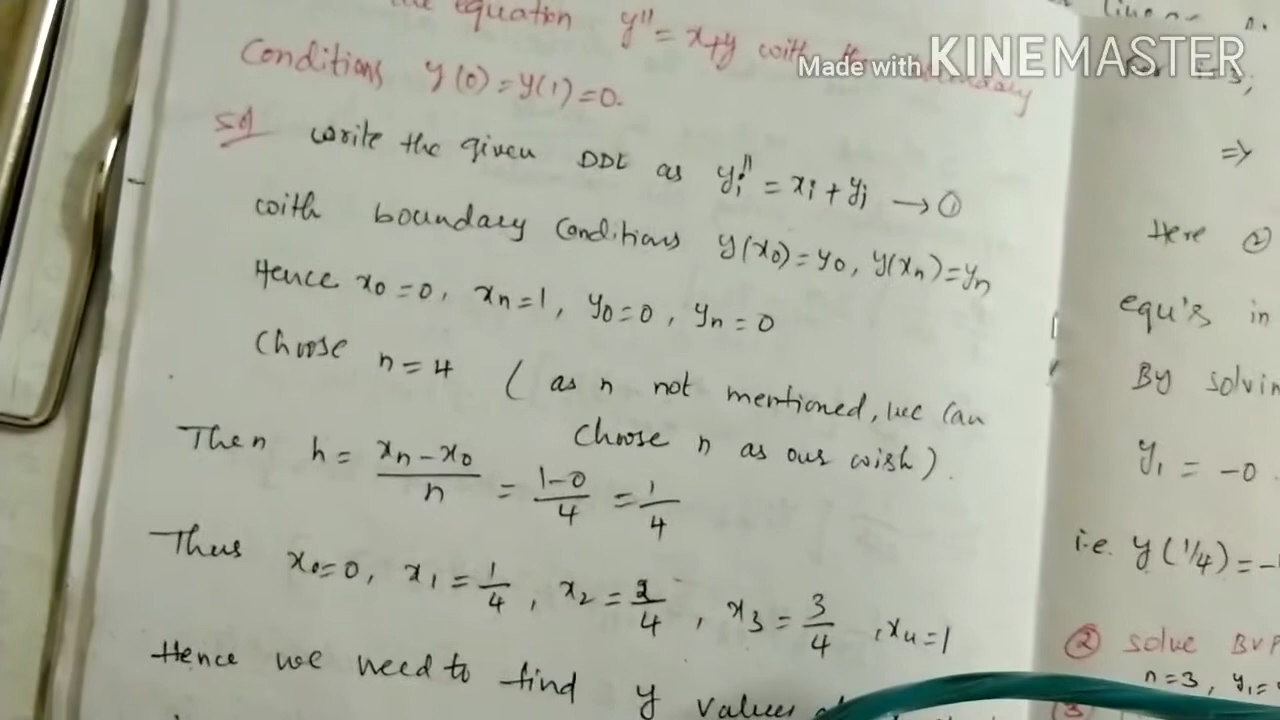 equation y" = x+y with
Made with KINEMASTER
Conditions y(0)=y(1)=0.
Sol Write the given DDE as yi" = xi + yi → ①
with boundary Conditions y(x0)=y0, y(xn)=yn
Hence x0=0, xn=1, y0=0, yn=0
Choose n=4 (as n not mentioned, we can
Choose n as our wish).
Then h = xn-x0/n = 1-0/4 = 1/4
Thus x0=0, x1=1/4, x2=2/4, x3=3/4, x4=1
Hence we need to find y values
⇒
Here ②
equ's in
By solvin
y1 = -0
i.e. y(1/4) = -
② Solve BVP
n=3, y1=
③